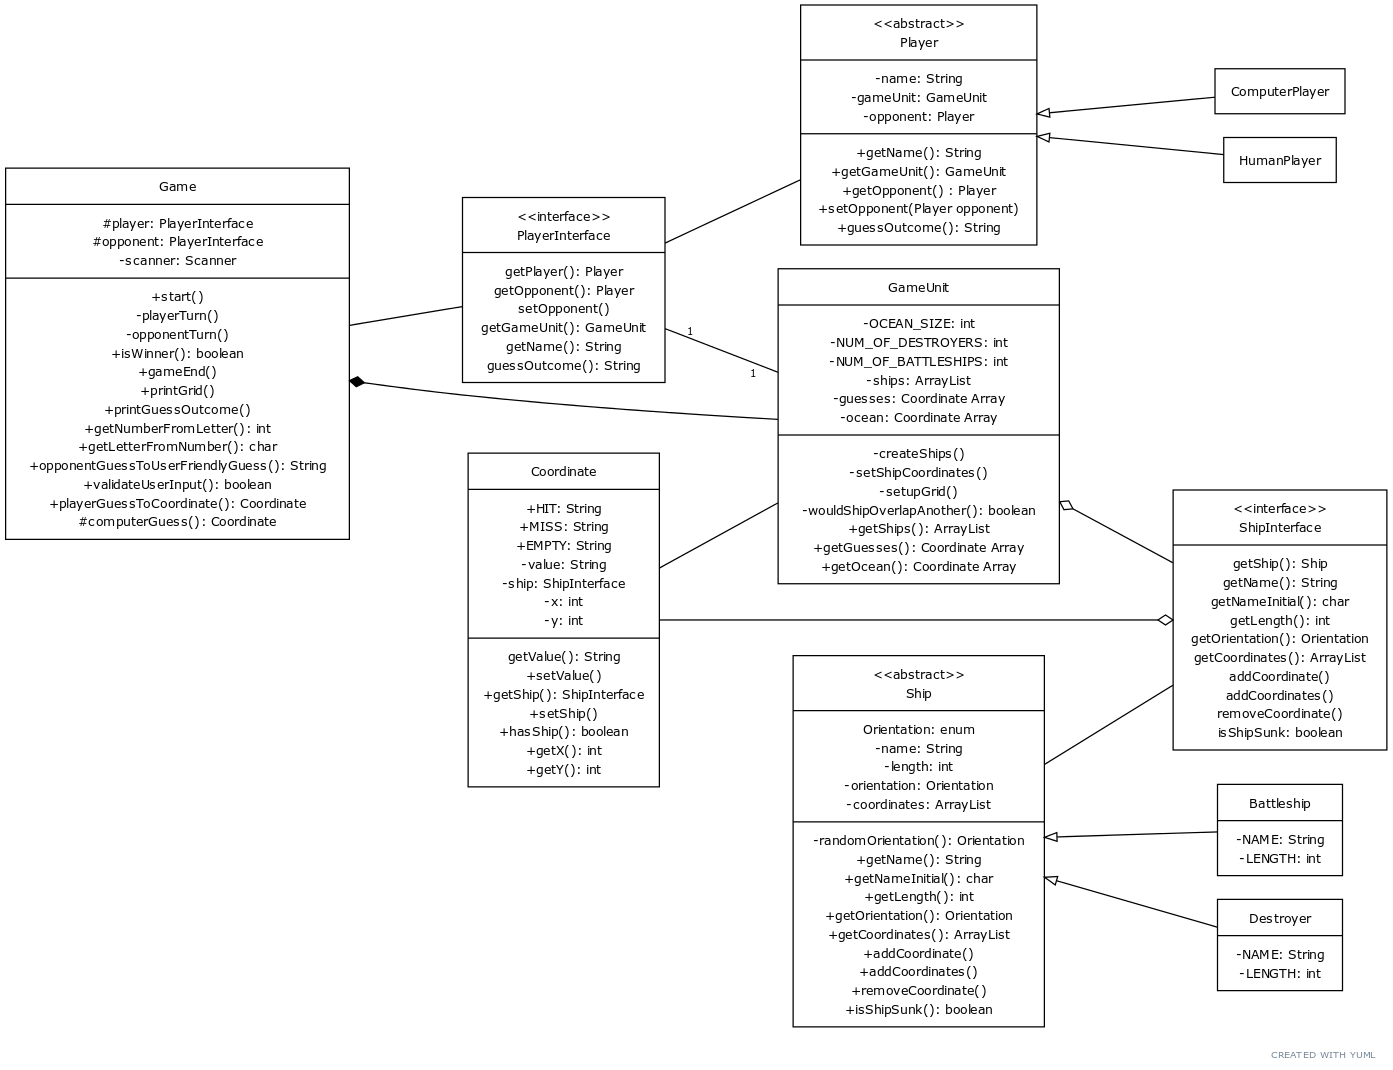 <<abstract>>
Player
-name: String
-gameUnit: GameUnit
-opponent: Player
+getName(): String
+getGameUnit(): GameUnit
+getOpponent() : Player
+setOpponent(Player opponent)
+guessOutcome(): String
ComputerPlayer
HumanPlayer
Game
#player: PlayerInterface
#opponent: PlayerInterface
-scanner: Scanner
+start()
-playerTurn()
-opponentTurn()
+isWinner(): boolean
+gameEnd()
+printGrid()
+printGuessOutcome()
+getNumberFromLetter(): int
+getLetterFromNumber(): char
+opponentGuessToUserFriendlyGuess(): String
+validateUserInput(): boolean
+playerGuessToCoordinate(): Coordinate
#computerGuess(): Coordinate
<<interface>>
PlayerInterface
getPlayer(): Player
getOpponent(): Player
setOpponent()
getGameUnit(): GameUnit
getName(): String
guessOutcome(): String
1
1
GameUnit
-OCEAN_SIZE: int
-NUM_OF_DESTROYERS: int
-NUM_OF_BATTLESHIPS: int
-ships: ArrayList
-guesses: Coordinate Array
-ocean: Coordinate Array
-createShips()
-setShipCoordinates()
-setupGrid()
-wouldShipOverlapAnother(): boolean
+getShips(): ArrayList
+getGuesses(): Coordinate Array
+getOcean(): Coordinate Array
Coordinate
+HIT: String
+MISS: String
+EMPTY: String
-value: String
-ship: ShipInterface
-x: int
-y: int
getValue(): String
+setValue()
+getShip(): ShipInterface
+setShip()
+hasShip(): boolean
+getX(): int
+getY(): int
<<interface>>
ShipInterface
getShip(): Ship
getName(): String
getNameInitial(): char
getLength(): int
getOrientation(): Orientation
getCoordinates(): ArrayList
addCoordinate()
addCoordinates()
removeCoordinate()
isShipSunk: boolean
<<abstract>>
Ship
Orientation: enum
-name: String
-length: int
-orientation: Orientation
-coordinates: ArrayList
-randomOrientation(): Orientation
+getName(): String
+getNameInitial(): char
+getLength(): int
+getOrientation(): Orientation
+getCoordinates(): ArrayList
+addCoordinate()
+addCoordinates()
+removeCoordinate()
+isShipSunk(): boolean
Battleship
-NAME: String
-LENGTH: int
Destroyer
-NAME: String
-LENGTH: int
CREATED WITH YUML